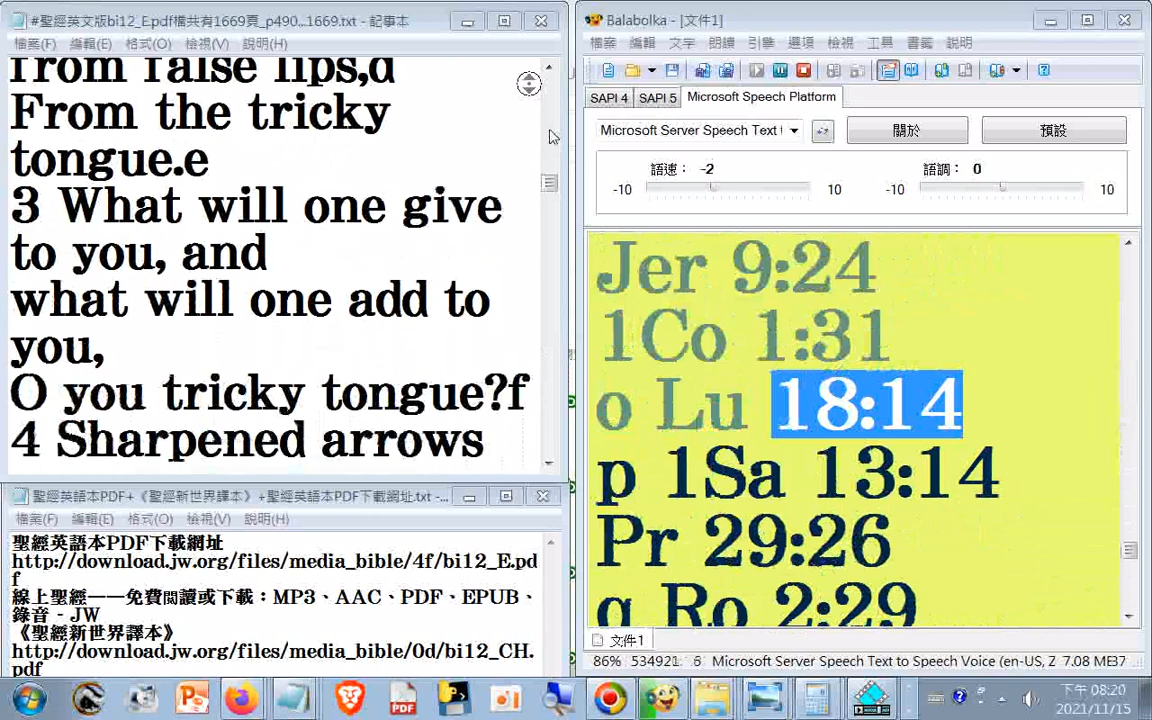 #聖經英文版bi12_E.pdf檔共有1669頁_p490...1669.txt - 記事本
檔案(F) 編輯(E) 格式(O) 檢視(V) 說明(H)
from false lips,d
From the tricky
tongue.e
3 What will one give
to you, and
what will one add to
you,
O you tricky tongue?f
4 Sharpened arrows
聖經英語本PDF+《聖經新世界譯本》+聖經英語本PDF下載網址.txt -...
檔案(F) 編輯(E) 格式(O) 檢視(V) 說明(H)
聖經英語本PDF下載網址
http://download.jw.org/files/media_bible/4f/bi12_E.pd
f
線上聖經——免費閱讀或下載：MP3、AAC、PDF、EPUB、
錄音 - JW
《聖經新世界譯本》
http://download.jw.org/files/media_bible/0d/bi12_CH.
pdf
Balabolka - [文件1]
檔案 編輯 文字 朗讀 引擎 選項 檢視 工具 書籤 說明
SAPI 4 SAPI 5 Microsoft Speech Platform
Microsoft Server Speech Text 關於 預設
語速： -2 語調： 0
-10 10 -10 10
Jer 9:24
1Co 1:31
o Lu 18:14
p 1Sa 13:14
Pr 29:26
q Ro 2:29
文件1
86% 534921: 6 Microsoft Server Speech Text to Speech Voice (en-US, Z 7.08 ME37
下午 08:20
2021/11/15